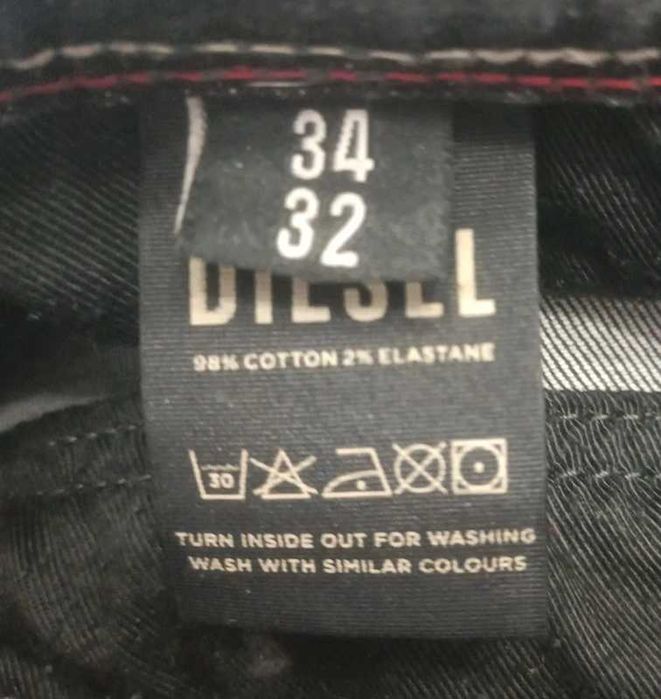 34
32
DIESEL
98% COTTON 2% ELASTANE
30
TURN INSIDE OUT FOR WASHING
WASH WITH SIMILAR COLOURS